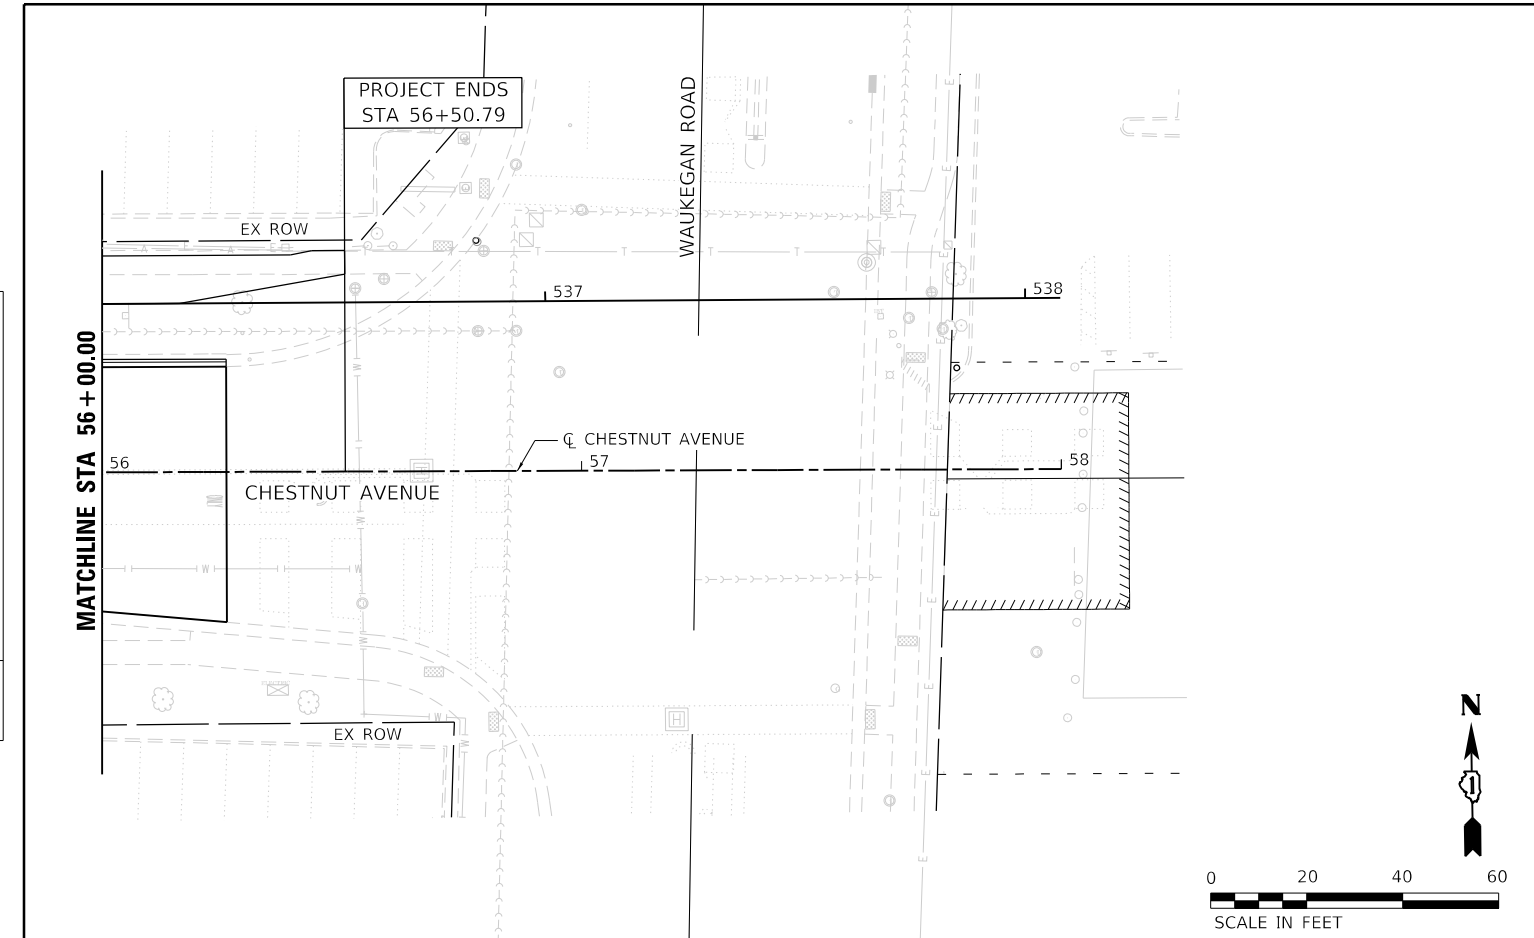 PROJECT ENDS
STA 56+50.79
WAUKEGAN ROAD
EX ROW
537
538
MATCHLINE STA 56+00.00
℄ CHESTNUT AVENUE
56
57
58
CHESTNUT AVENUE
EX ROW
N
1
0 20 40 60
SCALE IN FEET